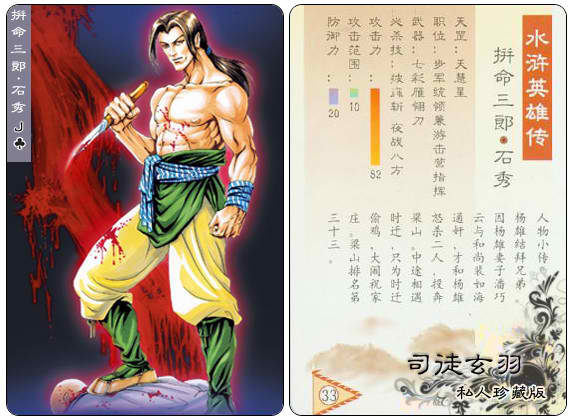 拼命三郎·石秀
J♣
水浒英雄传
拼命三郎·石秀
天罡:天慧星
职位:步军统领兼游击营指挥
武器:七彩雁翎刀
必杀技:披麻斩 夜战八方
攻击力: 82
攻击范围: 10
防御力: 20
人物小传
杨雄结拜兄弟。
因杨雄妻子潘巧
云与和尚裴如海
通奸,才和杨雄
怒杀二人,投奔
梁山。中途相遇
时迁,只为时迁
偷鸡,大闹祝家
庄。梁山排名第
三十三。
33
司徒玄羽
私人珍藏版